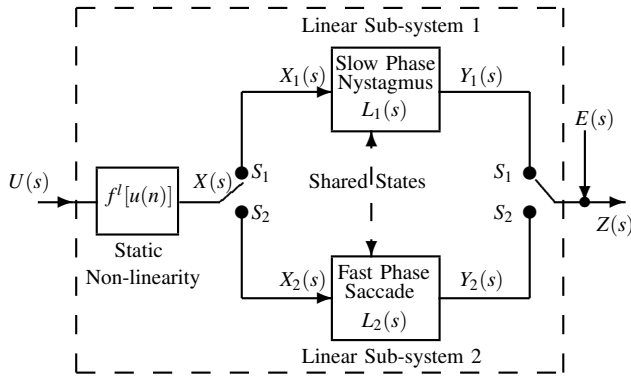 Linear Sub-system 1
Slow Phase
Nystagmus
L₁(s)
X₁(s)
Y₁(s)
E(s)
U(s)
fˡ[u(n)]
X(s)
S₁
S₂
Shared States
S₁
S₂
Z(s)
Static
Non-linearity
X₂(s)
Fast Phase
Saccade
L₂(s)
Y₂(s)
Linear Sub-system 2